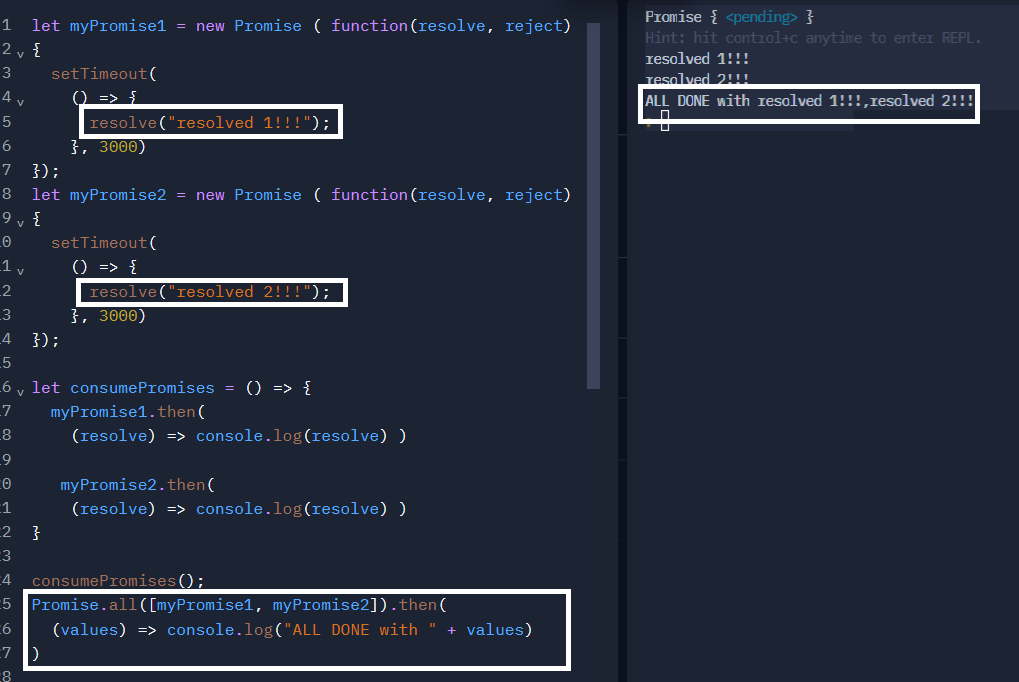 1 let myPromise1 = new Promise ( function(resolve, reject)
2 v {
3 setTimeout(
4 v () => {
5 resolve("resolved 1!!!");
6 }, 3000)
7 });
8 let myPromise2 = new Promise ( function(resolve, reject)
9 v {
0 setTimeout(
1 v () => {
2 resolve("resolved 2!!!");
3 }, 3000)
4 });
5
6 v let consumePromises = () => {
7 myPromise1.then(
8 (resolve) => console.log(resolve) )
9
0 myPromise2.then(
1 (resolve) => console.log(resolve) )
2 }
3
4 consumePromises();
5 Promise.all([myPromise1, myPromise2]).then(
6 (values) => console.log("ALL DONE with " + values)
7 )
8
Promise { <pending> }
Hint: hit control+c anytime to enter REPL.
resolved 1!!!
resolved 2!!!
ALL DONE with resolved 1!!!,resolved 2!!!